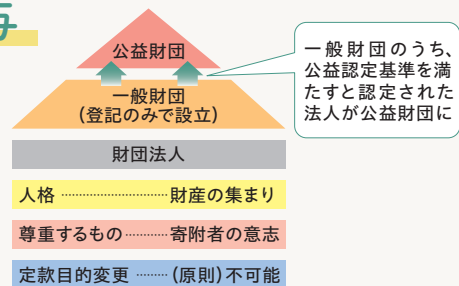 公益財団
一般財団
(登記のみで設立)
一般財団のうち、
公益認定基準を満
たすと認定された
法人が公益財団に
財団法人
人格 ················ 財産の集まり
尊重するもの ········ 寄附者の意志
定款目的変更 ······ (原則)不可能